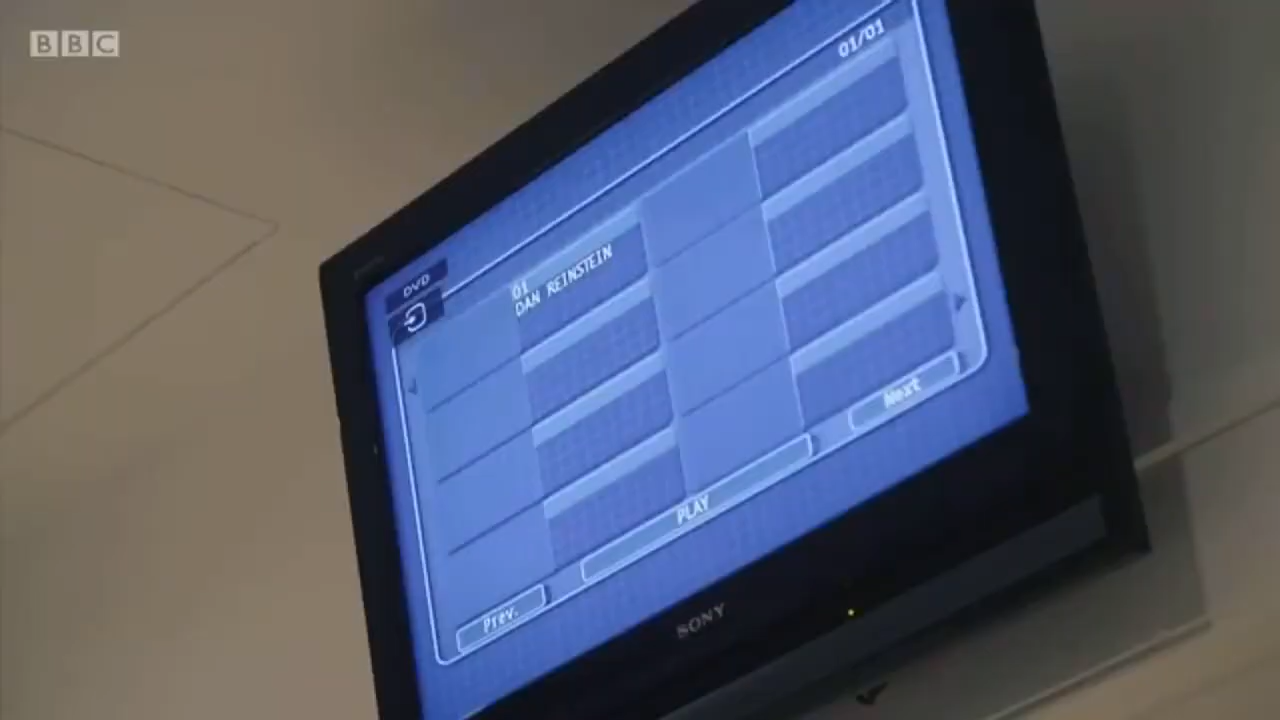 BBC
01/01
DVD
01
DAN REINSTEIN
Next
PLAY
Prev.
SONY